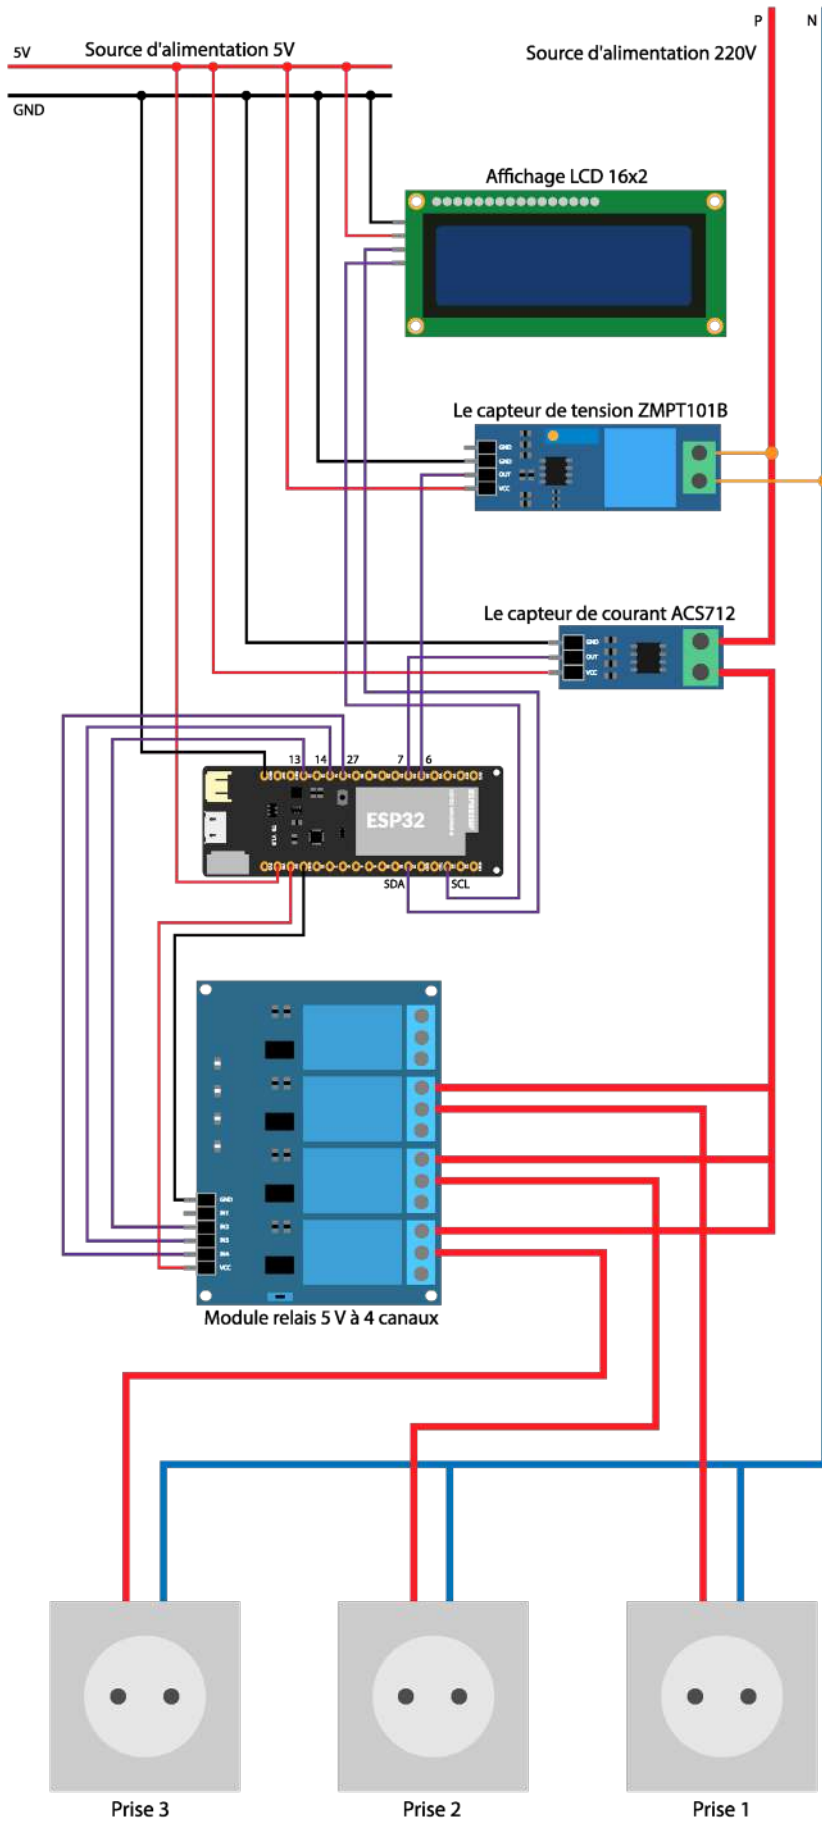 P N
5V Source d'alimentation 5V
Source d'alimentation 220V
GND
Affichage LCD 16x2
Le capteur de tension ZMPT101B
GND
GND
OUT
VCC
Le capteur de courant ACS712
GND
OUT
VCC
13 14 27 7 6
ESP32
SDA SCL
GND
IN1
IN2
IN3
IN4
VCC
Module relais 5 V à 4 canaux
Prise 3 Prise 2 Prise 1